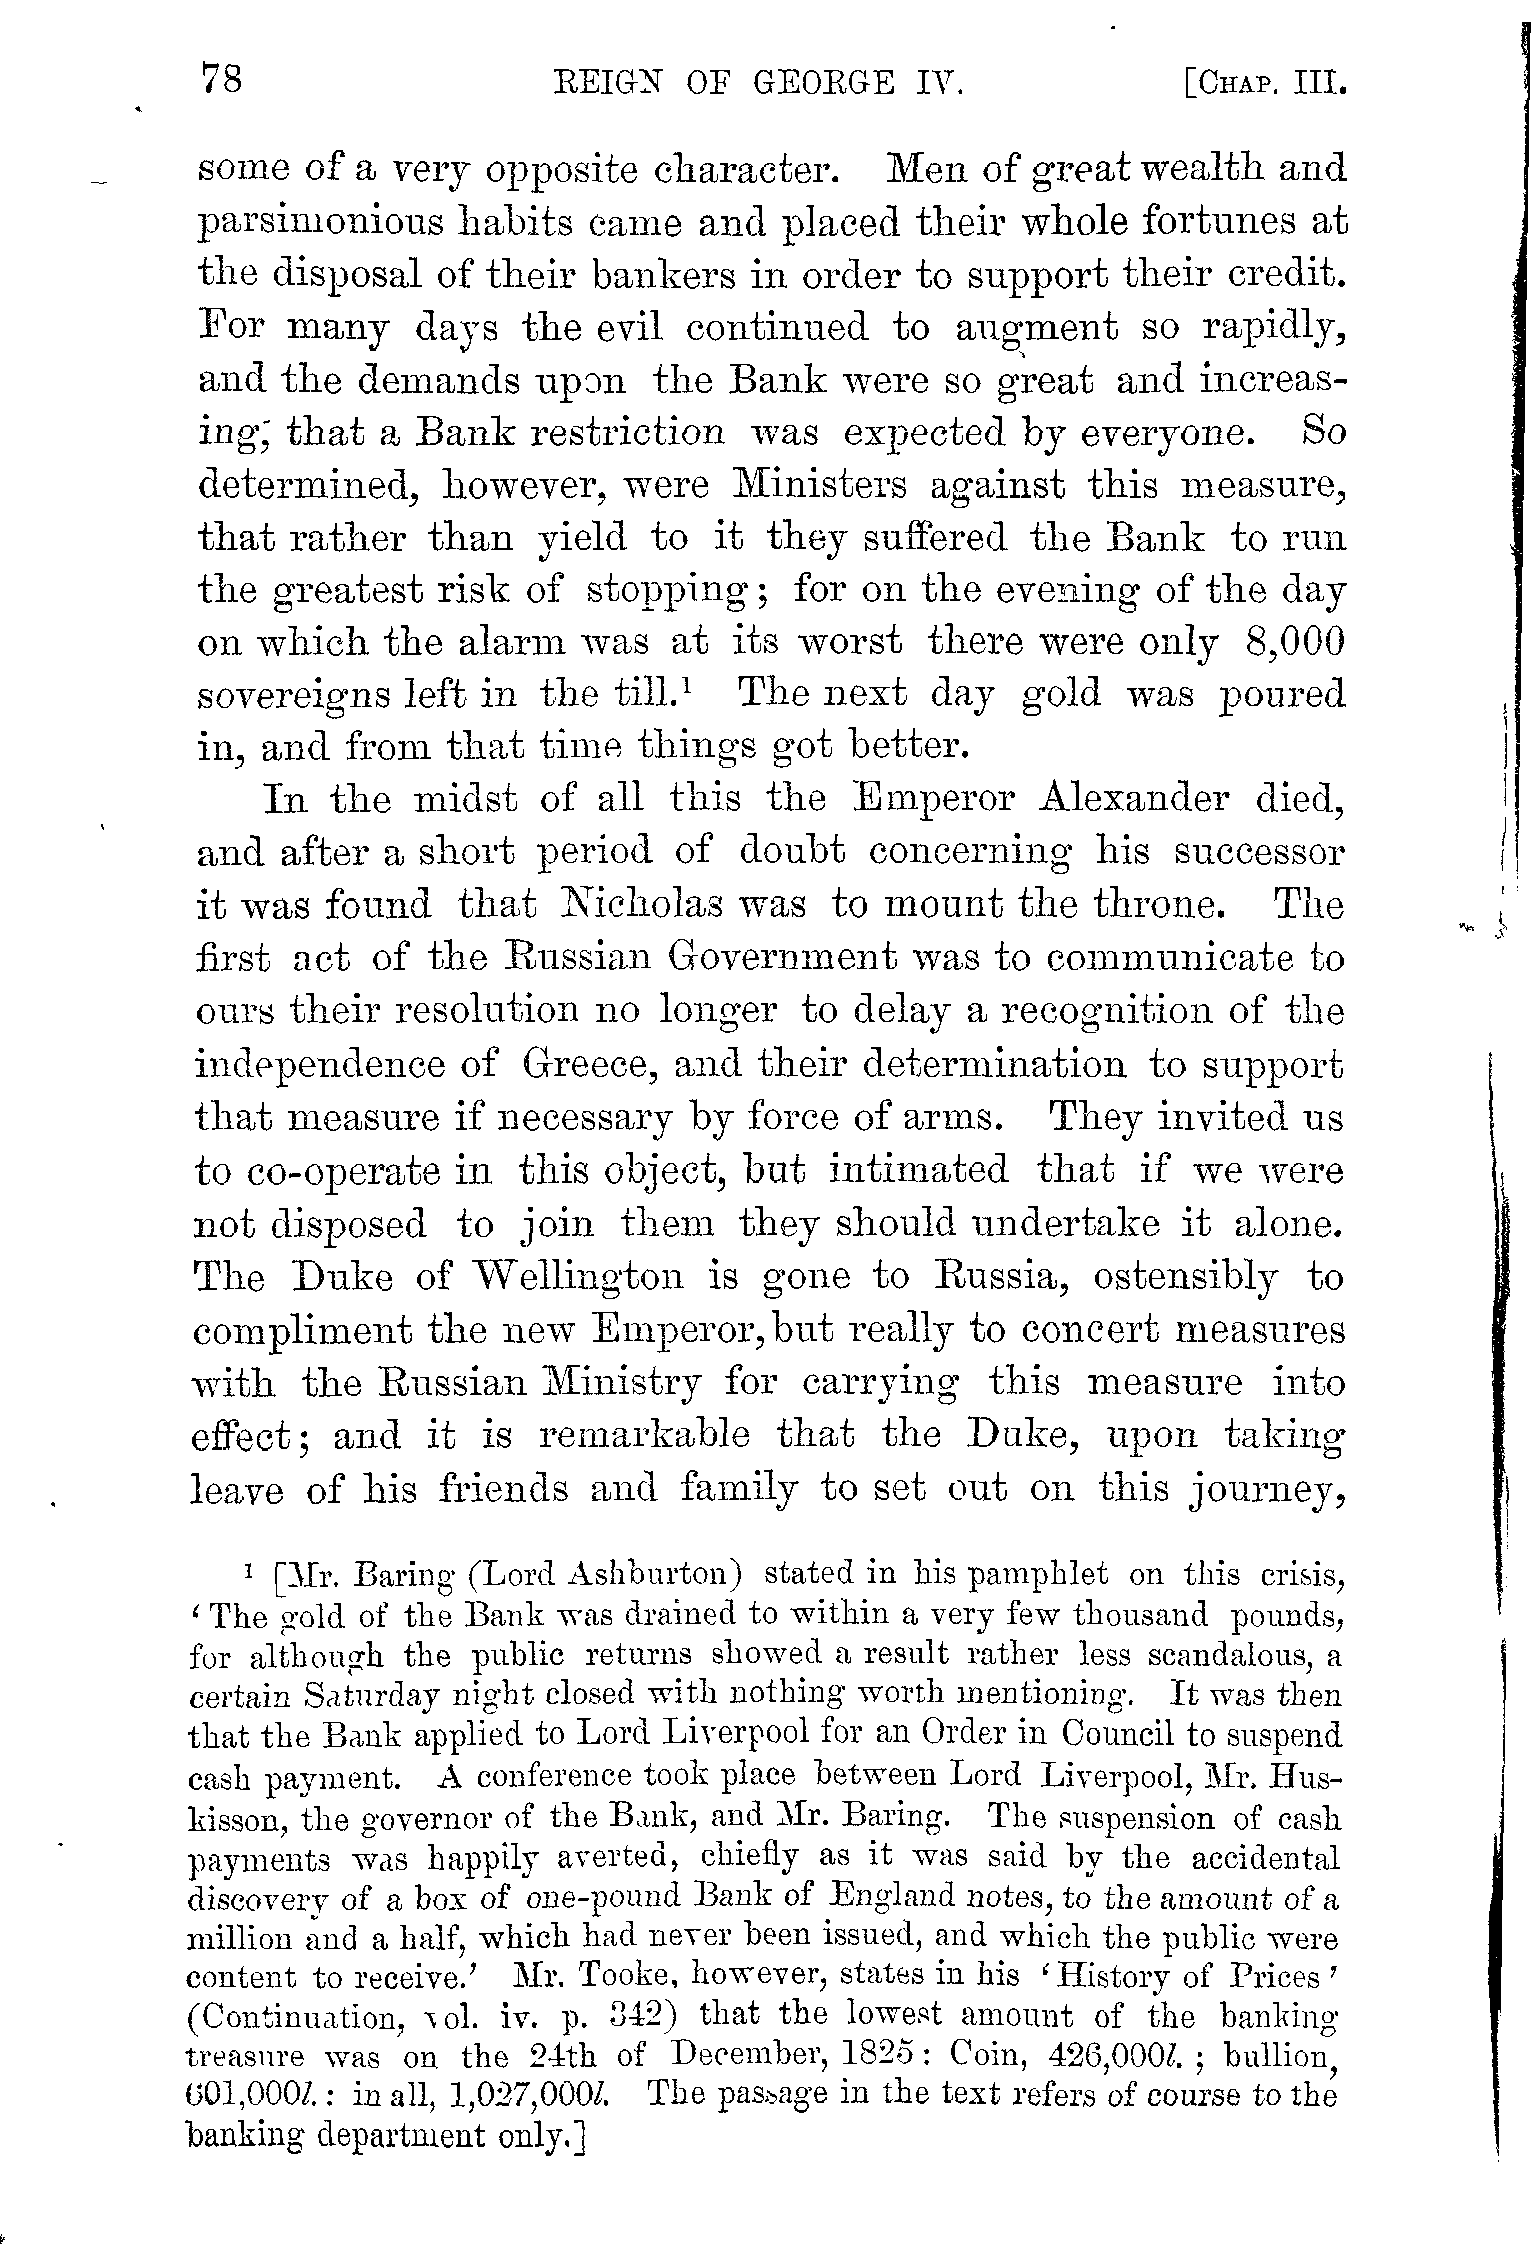 78 REIGN OF GEORGE IV. [CHAP. III.
some of a very opposite character. Men of great wealth and
parsimonious habits came and placed their whole fortunes at
the disposal of their bankers in order to support their credit.
For many days the evil continued to augment so rapidly,
and the demands upon the Bank were so great and increas-
ing, that a Bank restriction was expected by everyone. So
determined, however, were Ministers against this measure,
that rather than yield to it they suffered the Bank to run
the greatest risk of stopping; for on the evening of the day
on which the alarm was at its worst there were only 8,000
sovereigns left in the till.¹ The next day gold was poured
in, and from that time things got better.
In the midst of all this the Emperor Alexander died,
and after a short period of doubt concerning his successor
it was found that Nicholas was to mount the throne. The
first act of the Russian Government was to communicate to
ours their resolution no longer to delay a recognition of the
independence of Greece, and their determination to support
that measure if necessary by force of arms. They invited us
to co-operate in this object, but intimated that if we were
not disposed to join them they should undertake it alone.
The Duke of Wellington is gone to Russia, ostensibly to
compliment the new Emperor, but really to concert measures
with the Russian Ministry for carrying this measure into
effect; and it is remarkable that the Duke, upon taking
leave of his friends and family to set out on this journey,
¹ [Mr. Baring (Lord Ashburton) stated in his pamphlet on this crisis,
'The gold of the Bank was drained to within a very few thousand pounds,
for although the public returns showed a result rather less scandalous, a
certain Saturday night closed with nothing worth mentioning. It was then
that the Bank applied to Lord Liverpool for an Order in Council to suspend
cash payment. A conference took place between Lord Liverpool, Mr. Hus-
kisson, the governor of the Bank, and Mr. Baring. The suspension of cash
payments was happily averted, chiefly as it was said by the accidental
discovery of a box of one-pound Bank of England notes, to the amount of a
million and a half, which had never been issued, and which the public were
content to receive.' Mr. Tooke, however, states in his 'History of Prices'
(Continuation, vol. iv. p. 342) that the lowest amount of the banking
treasure was on the 24th of December, 1825: Coin, 426,000l.; bullion,
601,000l.: in all, 1,027,000l. The passage in the text refers of course to the
banking department only.]